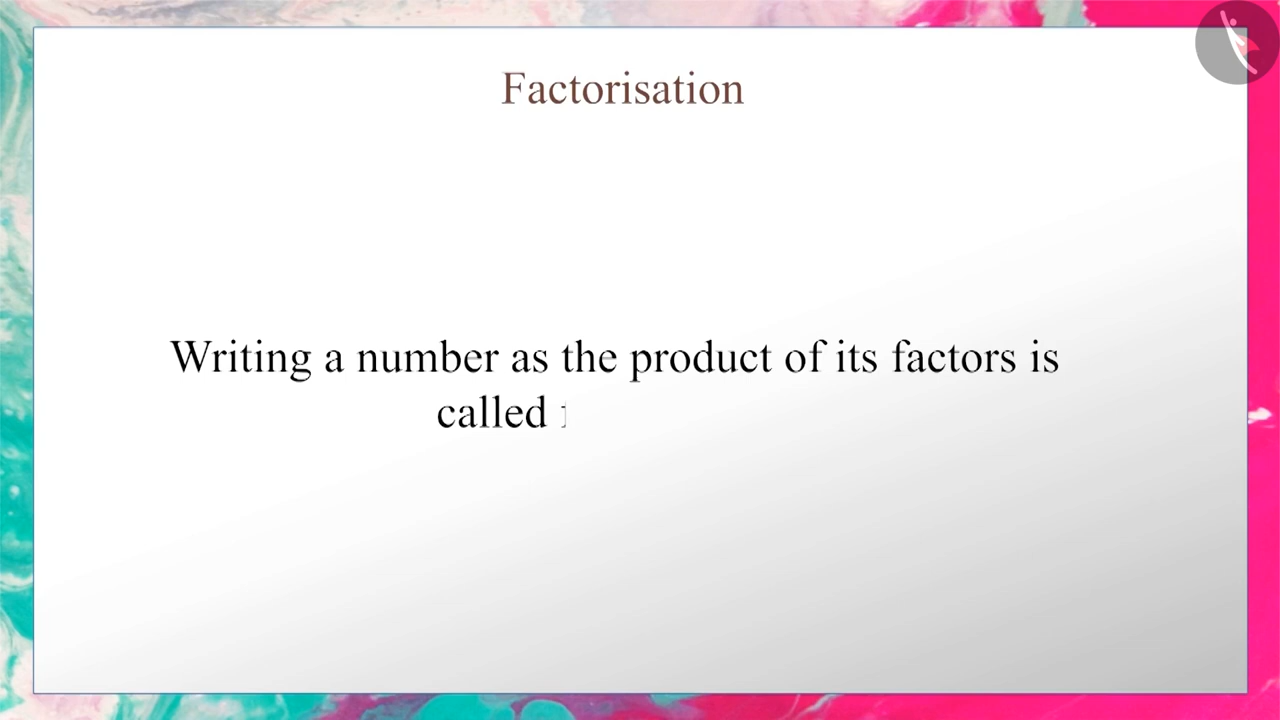 Factorisation
Writing a number as the product of its factors is
called